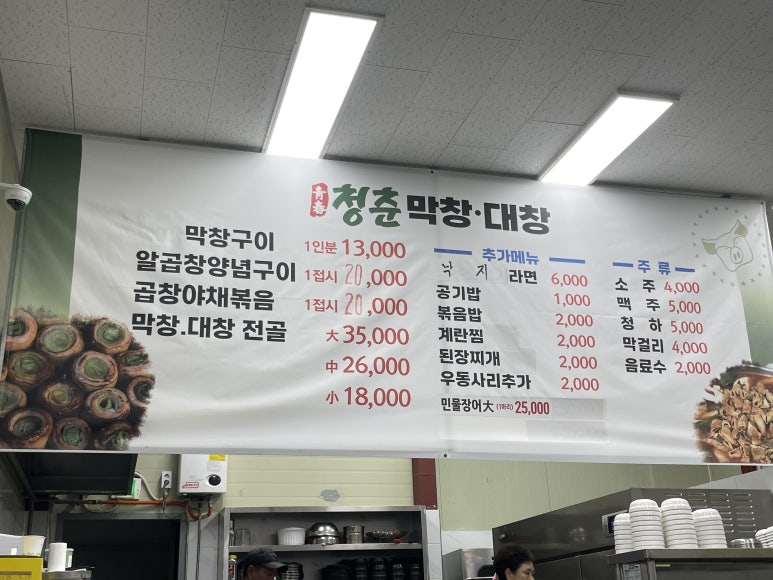 青春 청춘 막창·대창
막창구이 1인분 13,000
알곱창양념구이 1접시 20,000
곱창야채볶음 1접시 20,000
막창.대창 전골 大 35,000
中 26,000
小 18,000
추가메뉴
낙지 라면 6,000
공기밥 1,000
볶음밥 2,000
계란찜 2,000
된장찌개 2,000
우동사리추가 2,000
민물장어大 (1마리) 25,000
주류
소주 4,000
맥주 5,000
청하 5,000
막걸리 4,000
음료수 2,000